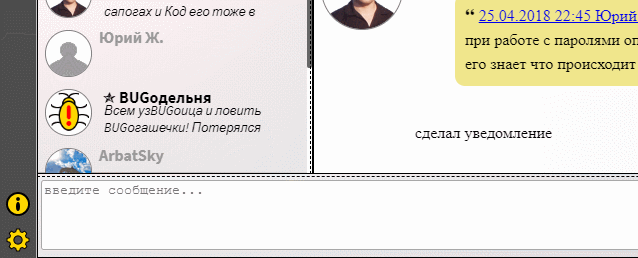 сапогах и Код его тоже в
Юрий Ж.
☆ BUGодельня
Всем узBUGоица и ловить
BUGогашечки! Потерялся
ArbatSky
❝ 25.04.2018 22:45 Юрий
при работе с паролями оп
его знает что происходит
сделал уведомление
введите сообщение...